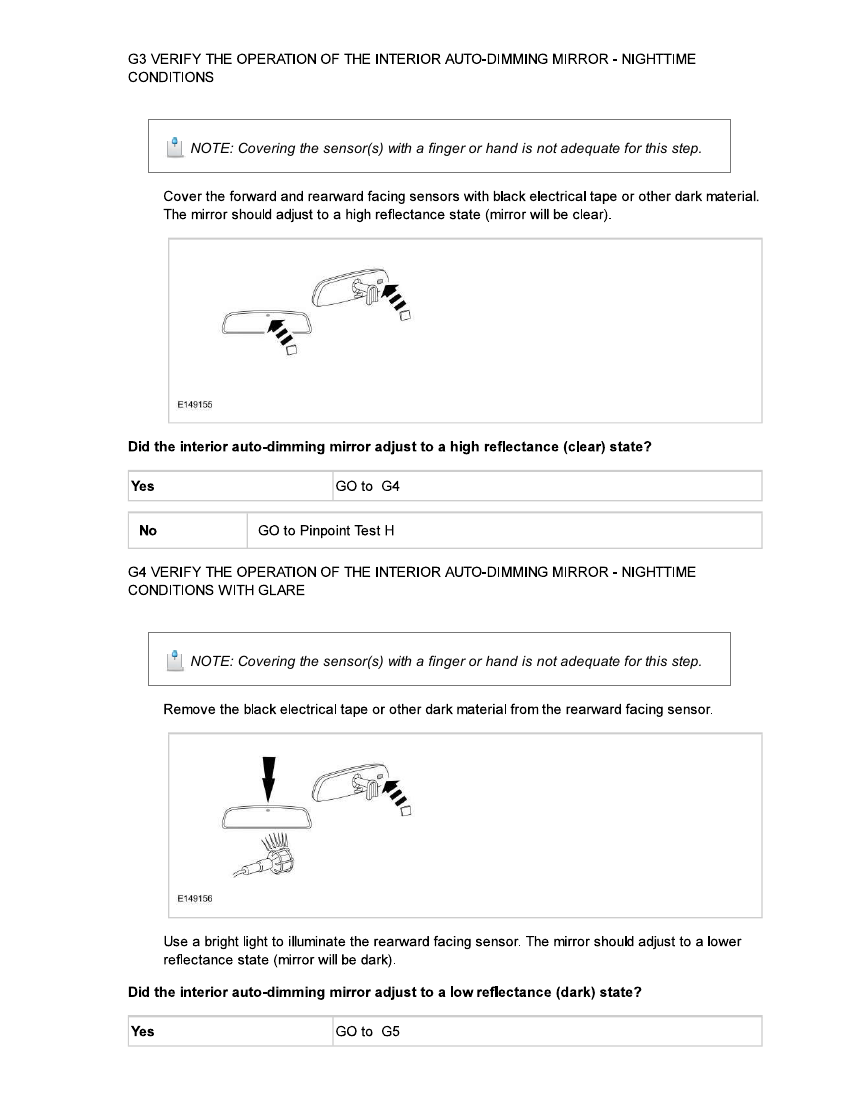 G3 VERIFY THE OPERATION OF THE INTERIOR AUTO-DIMMING MIRROR - NIGHTTIME
CONDITIONS
NOTE: Covering the sensor(s) with a finger or hand is not adequate for this step.
Cover the forward and rearward facing sensors with black electrical tape or other dark material.
The mirror should adjust to a high reflectance state (mirror will be clear).
E149155
Did the interior auto-dimming mirror adjust to a high reflectance (clear) state?
Yes GO to G4
No GO to Pinpoint Test H
G4 VERIFY THE OPERATION OF THE INTERIOR AUTO-DIMMING MIRROR - NIGHTTIME
CONDITIONS WITH GLARE
NOTE: Covering the sensor(s) with a finger or hand is not adequate for this step.
Remove the black electrical tape or other dark material from the rearward facing sensor.
E149156
Use a bright light to illuminate the rearward facing sensor. The mirror should adjust to a lower
reflectance state (mirror will be dark).
Did the interior auto-dimming mirror adjust to a low reflectance (dark) state?
Yes GO to G5